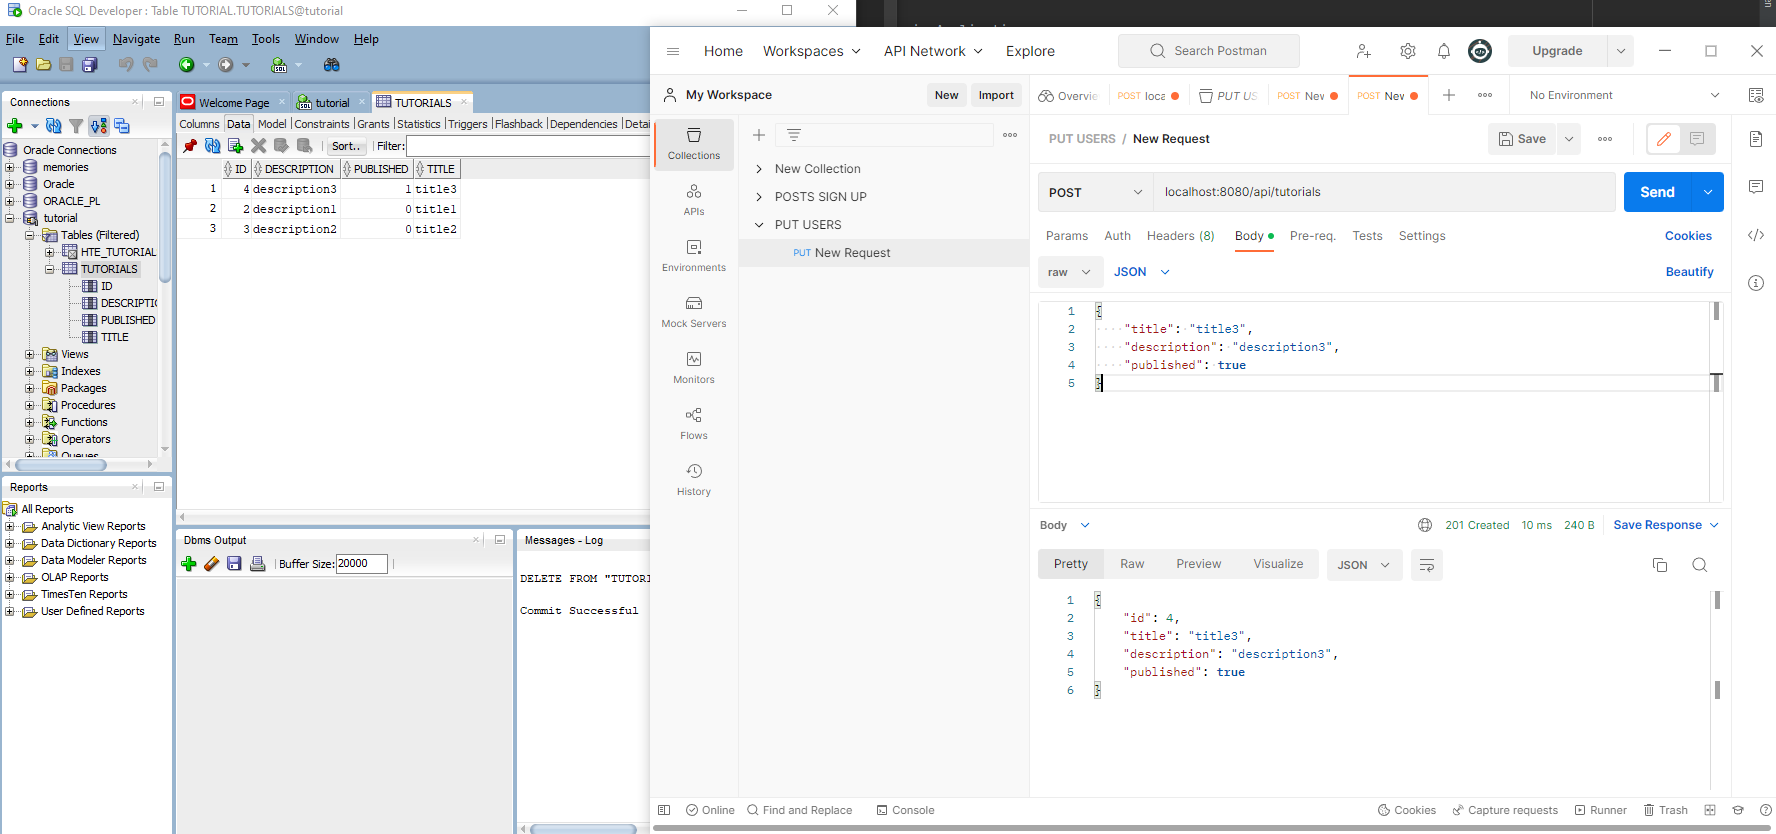 Oracle SQL Developer : Table TUTORIAL.TUTORIALS@tutorial
File Edit View Navigate Run Team Tools Window Help
Connections
Oracle Connections
memories
Oracle
ORACLE_PL
tutorial
Tables (Filtered)
HTE_TUTORIAL
TUTORIALS
ID
DESCRIPTIO
PUBLISHED
TITLE
Views
Indexes
Packages
Procedures
Functions
Operators
Queues
Reports
All Reports
Analytic View Reports
Data Dictionary Reports
Data Modeler Reports
OLAP Reports
TimesTen Reports
User Defined Reports
Welcome Page tutorial TUTORIALS
Columns Data Model Constraints Grants Statistics Triggers Flashback Dependencies Detai
Sort.. Filter:
ID DESCRIPTION PUBLISHED TITLE
1 4 description3 1 title3
2 2 description1 0 title1
3 3 description2 0 title2
Dbms Output
Buffer Size: 20000
Messages - Log
DELETE FROM "TUTORI
Commit Successful
Home Workspaces API Network Explore Search Postman Upgrade
My Workspace New Import
Overvie POST loca PUT US POST Nev POST Nev No Environment
Collections
APIs
Environments
Mock Servers
Monitors
Flows
History
New Collection
POSTS SIGN UP
PUT USERS
PUT New Request
PUT USERS / New Request Save
POST localhost:8080/api/tutorials Send
Params Auth Headers (8) Body Pre-req. Tests Settings Cookies
raw JSON Beautify
1 {
2 "title": "title3",
3 "description": "description3",
4 "published": true
5 }
Body 201 Created 10 ms 240 B Save Response
Pretty Raw Preview Visualize JSON
1 {
2 "id": 4,
3 "title": "title3",
4 "description": "description3",
5 "published": true
6 }
Online Find and Replace Console Cookies Capture requests Runner Trash